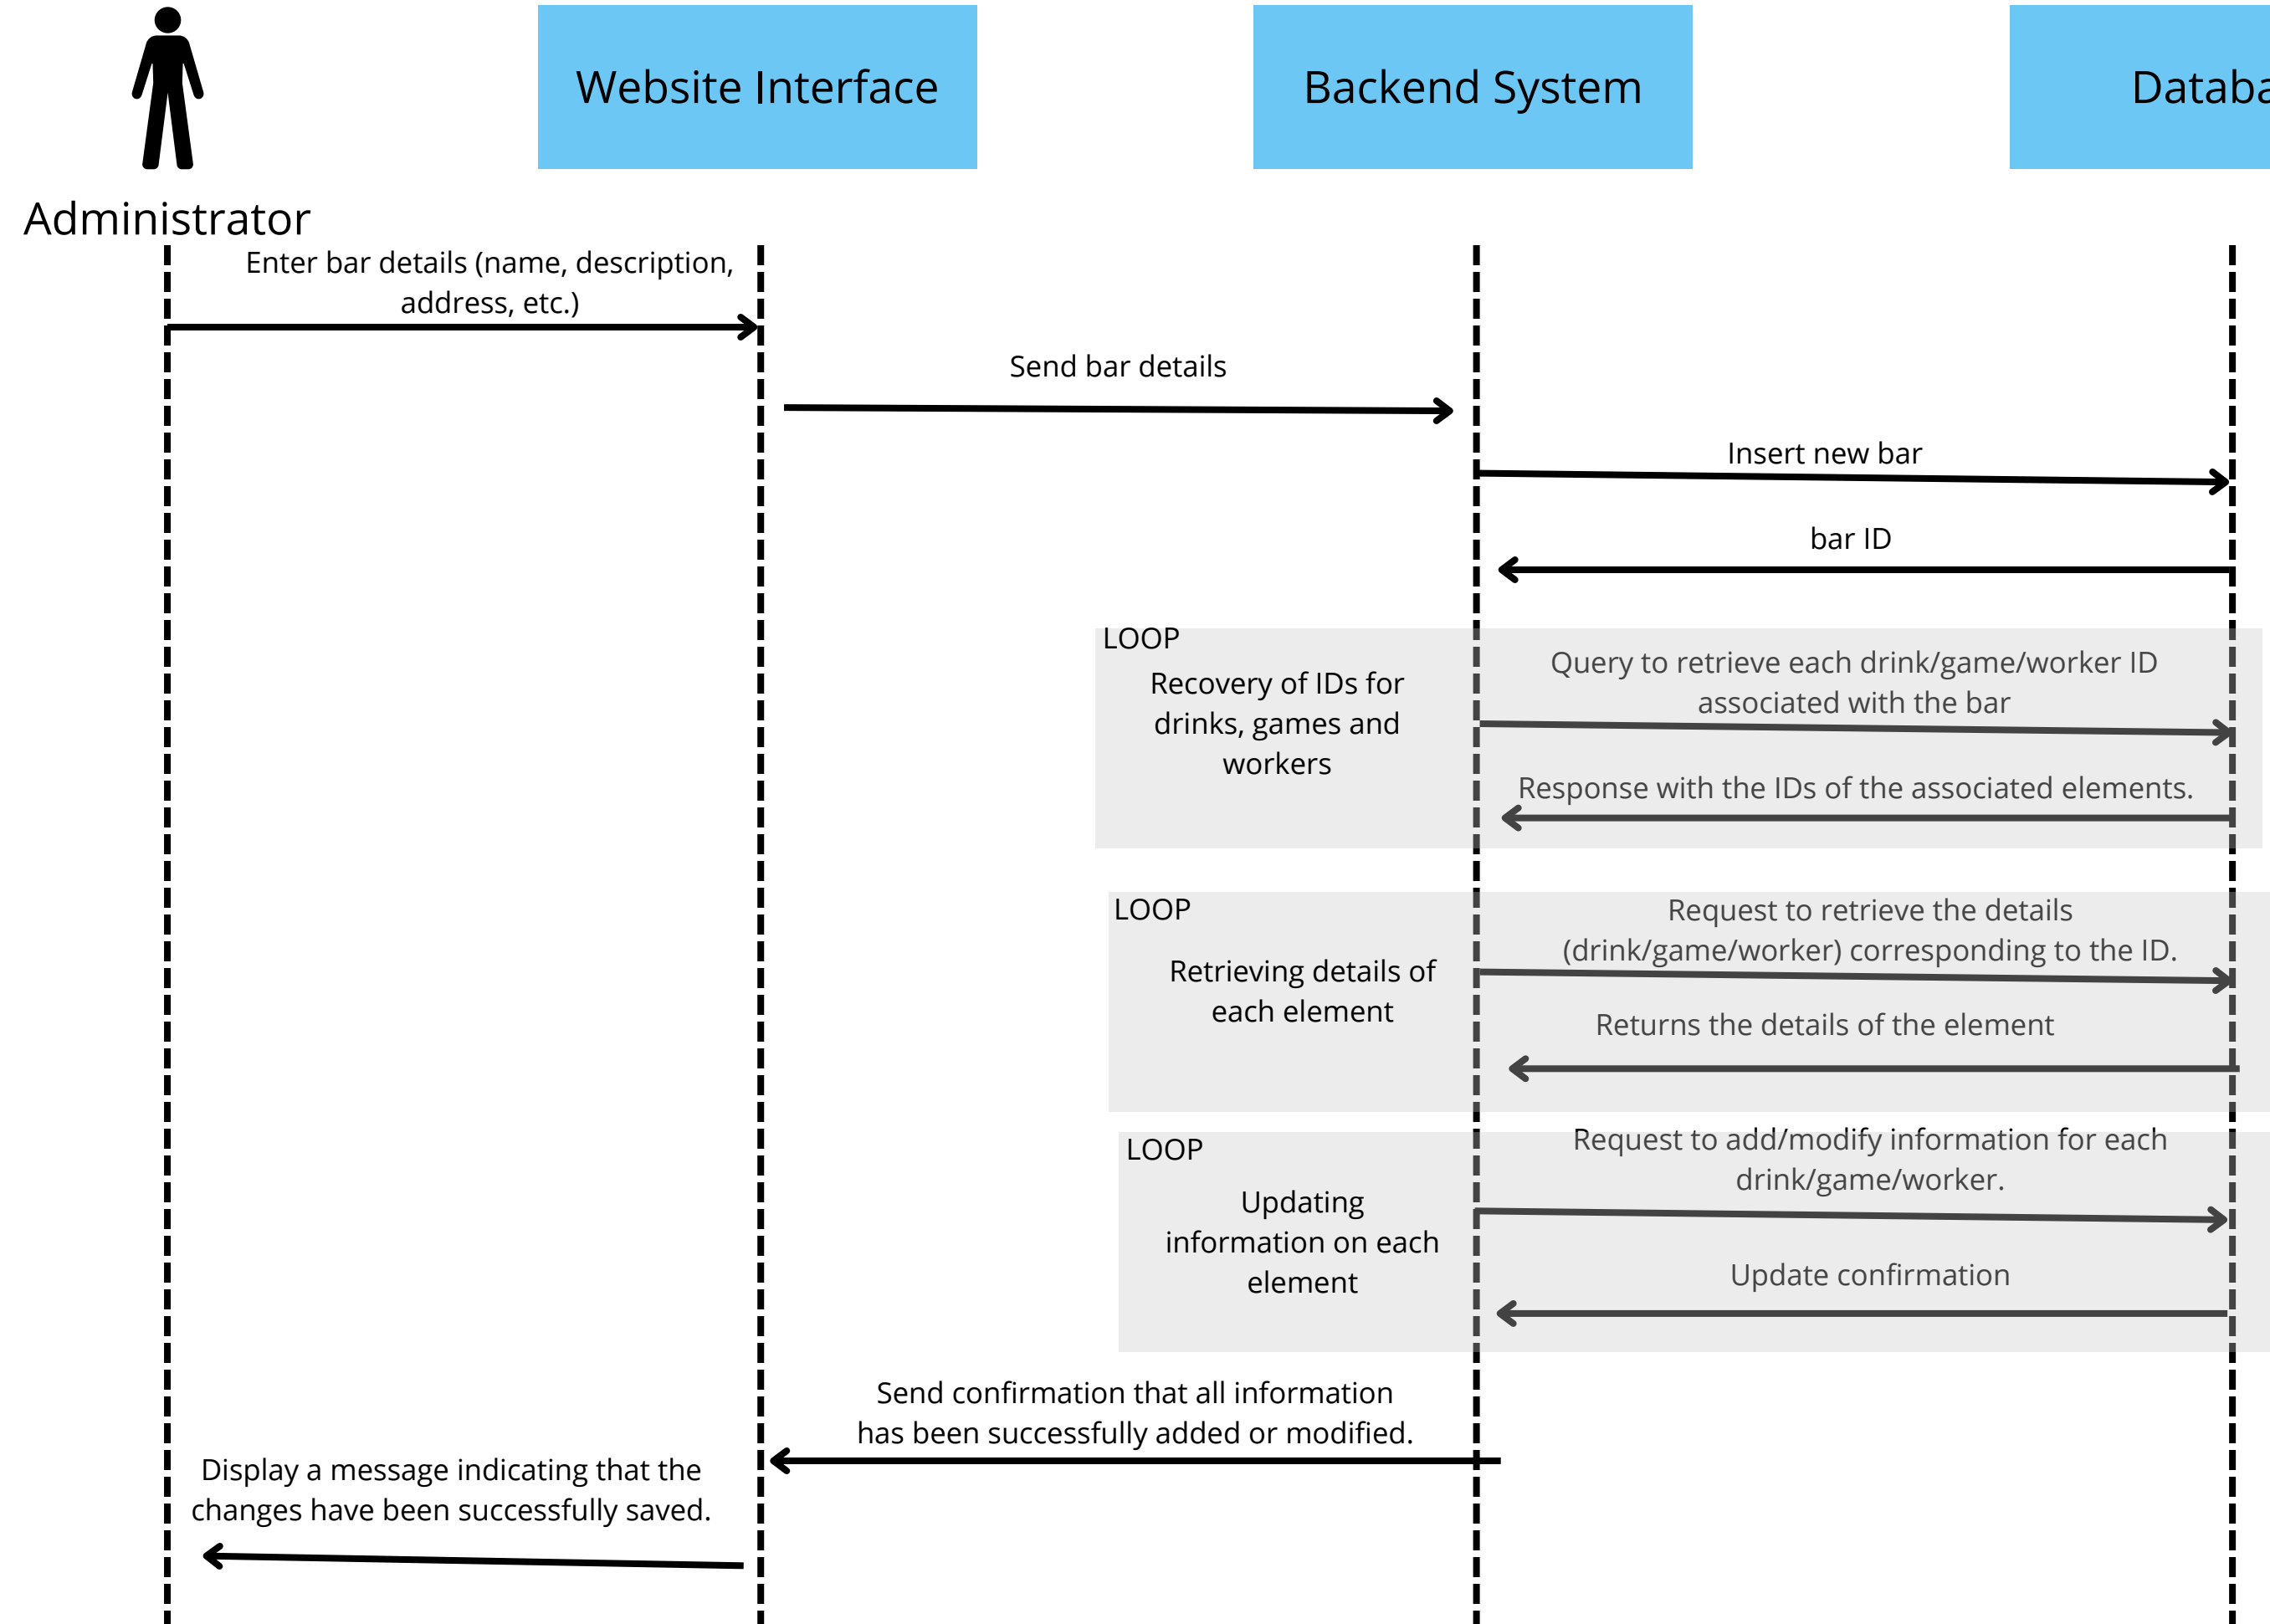 Website Interface
Backend System
Administrator
Enter bar details (name, description,
address, etc.)
Send bar details
Insert new bar
bar ID
LOOP
Recovery of IDs for
drinks, games and
workers
Query to retrieve each drink/game/worker ID
associated with the bar
Response with the IDs of the associated elements.
LOOP
Retrieving details of
each element
Request to retrieve the details
(drink/game/worker) corresponding to the ID.
Returns the details of the element
LOOP
Updating
information on each
element
Request to add/modify information for each
drink/game/worker.
Update confirmation
Send confirmation that all information
has been successfully added or modified.
Display a message indicating that the
changes have been successfully saved.